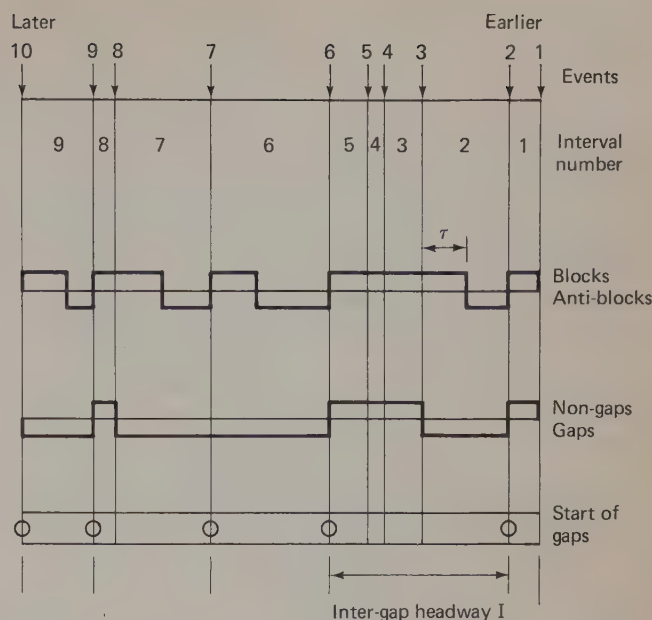 Later Earlier
10 9 8 7 6 5 4 3 2 1
Events
9 8 7 6 5 4 3 2 1
Interval
number
τ
Blocks
Anti-blocks
Non-gaps
Gaps
Start of
gaps
Inter-gap headway I